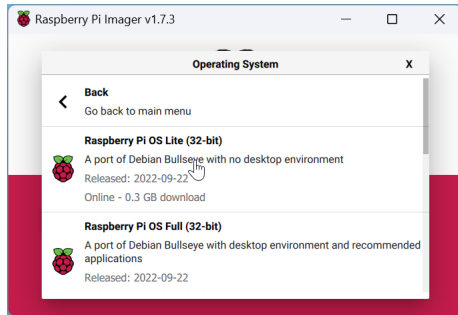 Raspberry Pi Imager v1.7.3
Operating System
X
Back
Go back to main menu
Raspberry Pi OS Lite (32-bit)
A port of Debian Bullseye with no desktop environment
Released: 2022-09-22
Online - 0.3 GB download
Raspberry Pi OS Full (32-bit)
A port of Debian Bullseye with desktop environment and recommended
applications
Released: 2022-09-22